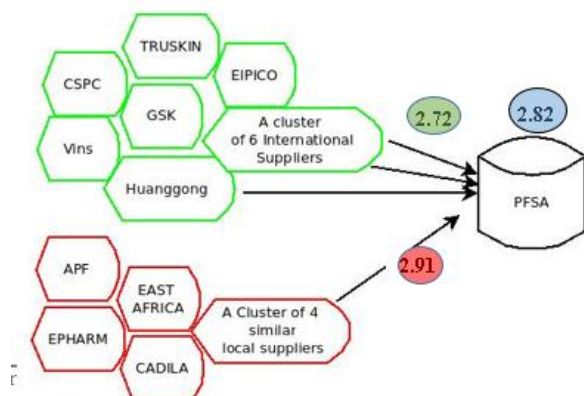 TRUSKIN
CSPC
EIPICO
GSK
A cluster
of 6 International
Suppliers
Vins
Huanggong
2.72
2.82
PFSA
2.91
APF
EAST
AFRICA
A Cluster of 4
similar
local suppliers
EPHARM
CADILA
r